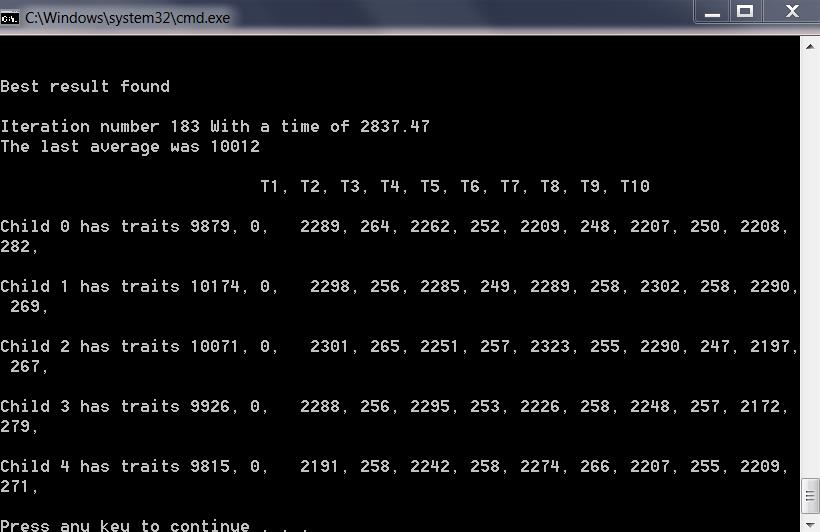 C:\Windows\system32\cmd.exe
Best result found
Iteration number 183 With a time of 2837.47
The last average was 10012
T1, T2, T3, T4, T5, T6, T7, T8, T9, T10
Child 0 has traits 9879, 0,   2289, 264, 2262, 252, 2209, 248, 2207, 250, 2208,
282,
Child 1 has traits 10174, 0,   2298, 256, 2285, 249, 2289, 258, 2302, 258, 2290,
269,
Child 2 has traits 10071, 0,   2301, 265, 2251, 257, 2323, 255, 2290, 247, 2197,
267,
Child 3 has traits 9926, 0,   2288, 256, 2295, 253, 2226, 258, 2248, 257, 2172,
279,
Child 4 has traits 9815, 0,   2191, 258, 2242, 258, 2274, 266, 2207, 255, 2209,
271,
Press any key to continue . . .